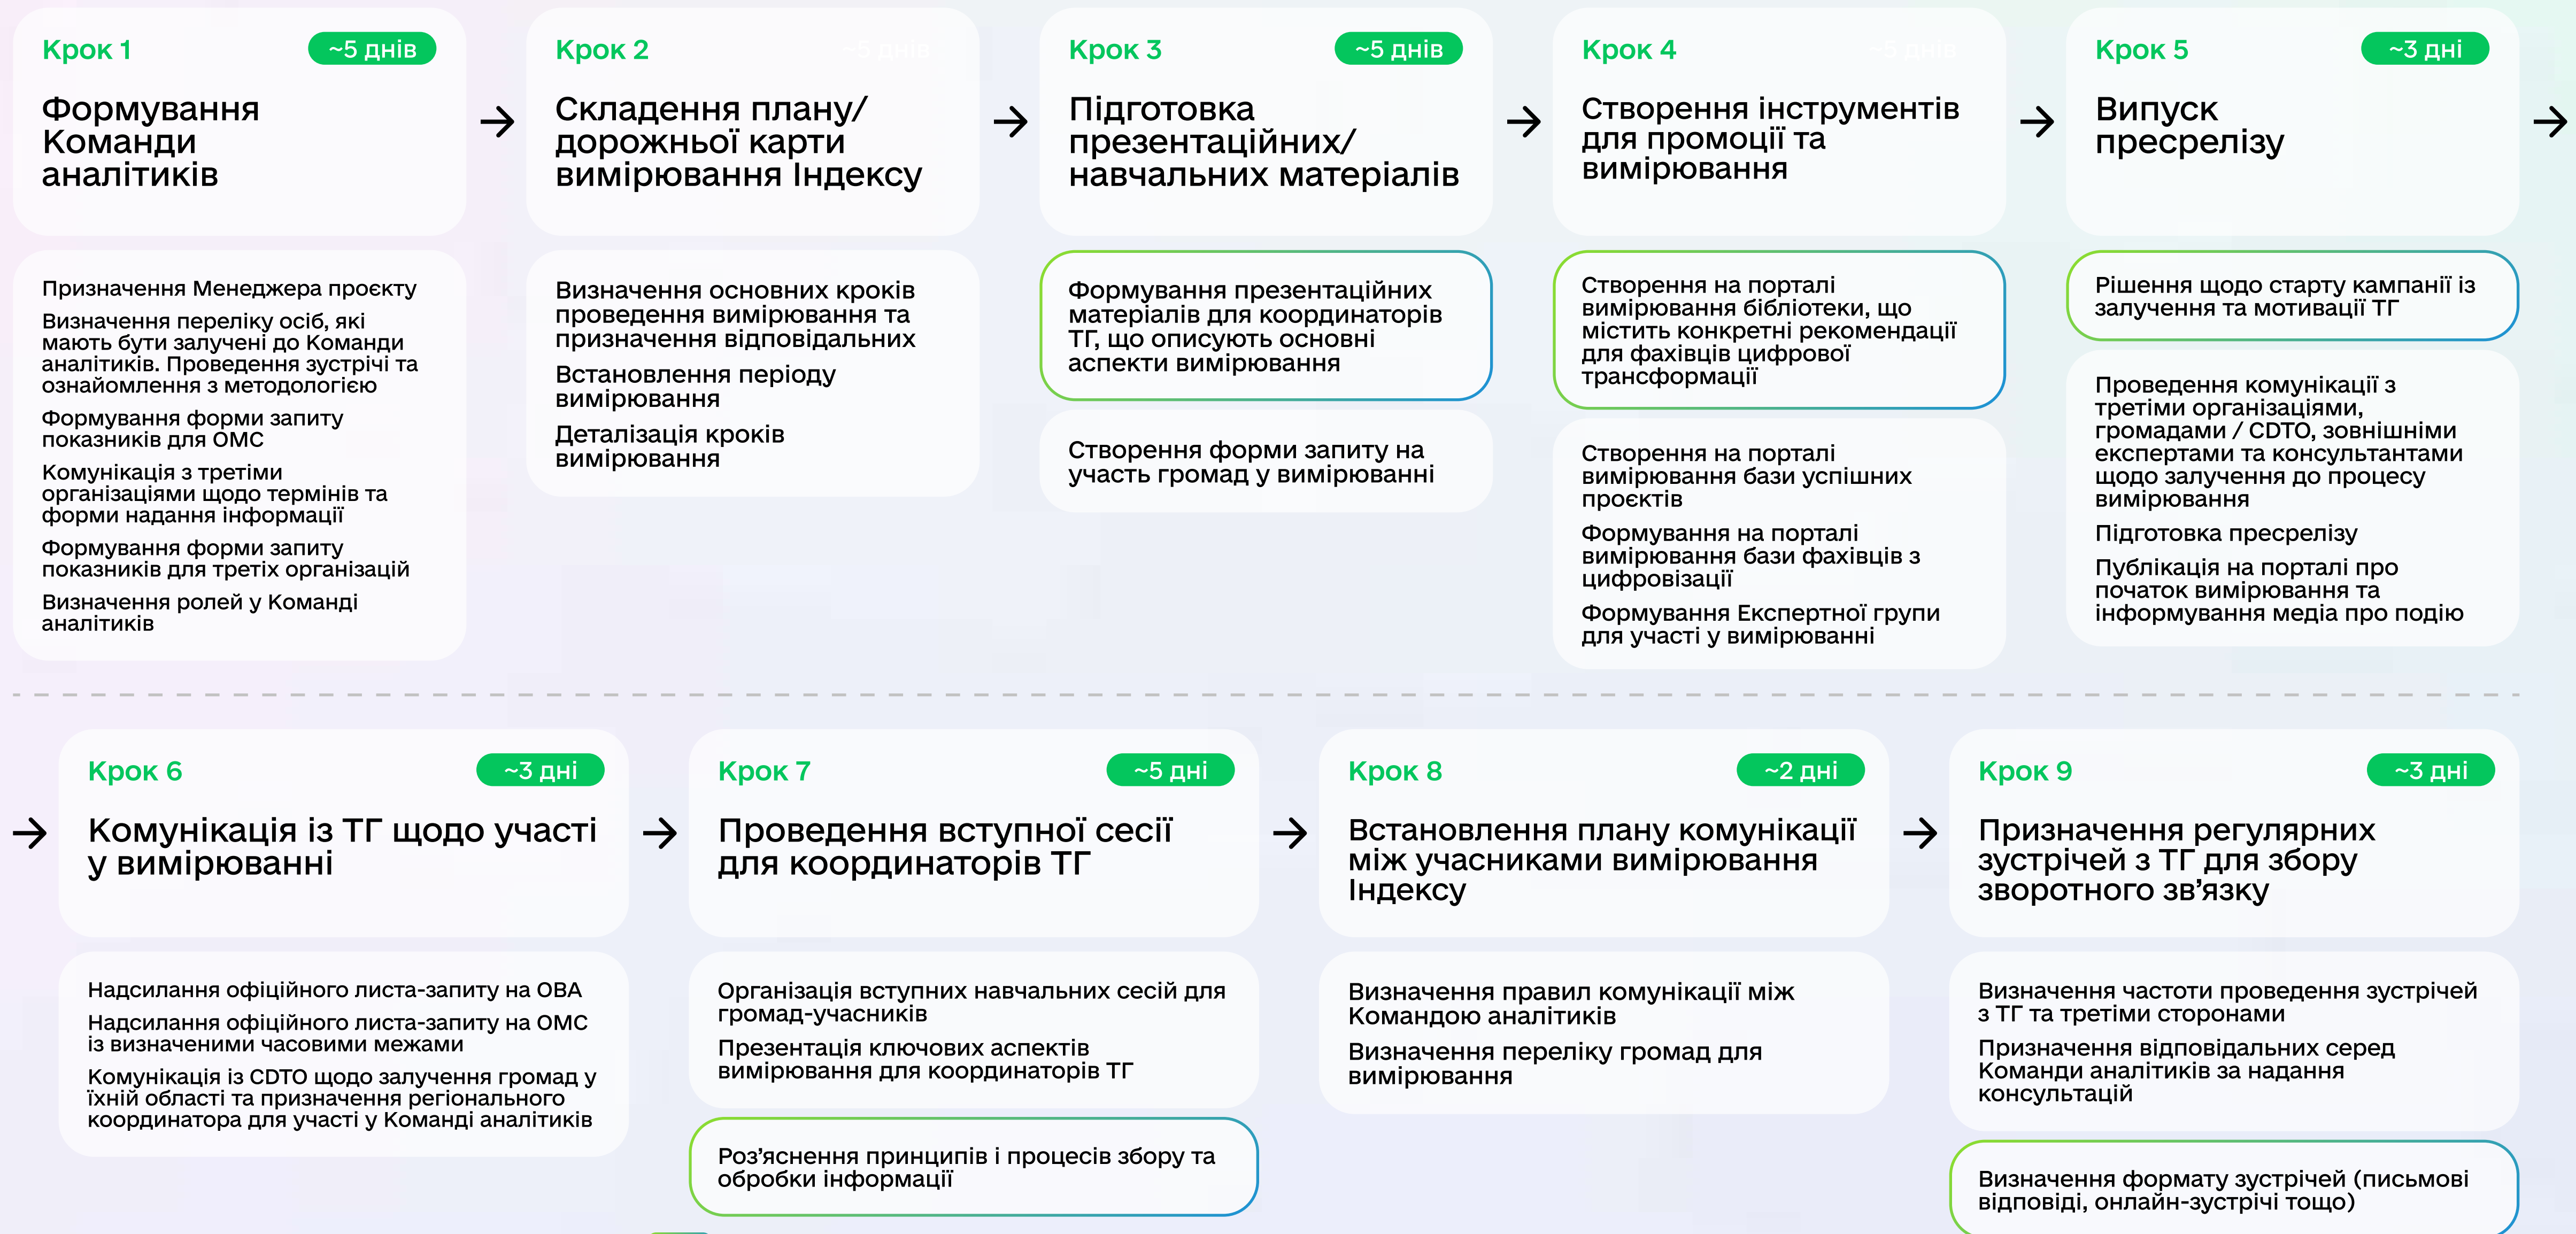 Крок 1
~5 днів
Формування
Команди
аналітиків
Призначення Менеджера проєкту
Визначення переліку осіб, які
мають бути залучені до Команди
аналітиків. Проведення зустрічі та
ознайомлення з методологією
Формування форми запиту
показників для ОМС
Комунікація з третіми
організаціями щодо термінів та
форми надання інформації
Формування форми запиту
показників для третіх організацій
Визначення ролей у Команді
аналітиків
Крок 2
~5 днів
Складення плану/
дорожньої карти
вимірювання Індексу
Визначення основних кроків
проведення вимірювання та
призначення відповідальних
Встановлення періоду
вимірювання
Деталізація кроків
вимірювання
Крок 3
~5 днів
Підготовка
презентаційних/
навчальних матеріалів
Формування презентаційних
матеріалів для координаторів
ТГ, що описують основні
аспекти вимірювання
Створення форми запиту на
участь громад у вимірюванні
Крок 4
~5 днів
Створення інструментів
для промоції та
вимірювання
Створення на порталі
вимірювання бібліотеки, що
містить конкретні рекомендації
для фахівців цифрової
трансформації
Створення на порталі
вимірювання бази успішних
проєктів
Формування на порталі
вимірювання бази фахівців з
цифровізації
Формування Експертної групи
для участі у вимірюванні
Крок 5
~3 дні
Випуск
пресрелізу
Рішення щодо старту кампанії із
залучення та мотивації ТГ
Проведення комунікації з
третіми організаціями,
громадами / CDTO, зовнішніми
експертами та консультантами
щодо залучення до процесу
вимірювання
Підготовка пресрелізу
Публікація на порталі про
початок вимірювання та
інформування медіа про подію
Крок 6
~3 дні
Комунікація із ТГ щодо участі
у вимірюванні
Надсилання офіційного листа-запиту на ОВА
Надсилання офіційного листа-запиту на ОМС
із визначеними часовими межами
Комунікація із CDTO щодо залучення громад у
їхній області та призначення регіонального
координатора для участі у Команді аналітиків
Крок 7
~5 дні
Проведення вступної сесії
для координаторів ТГ
Організація вступних навчальних сесій для
громад-учасників
Презентація ключових аспектів
вимірювання для координаторів ТГ
Роз’яснення принципів і процесів збору та
обробки інформації
Крок 8
~2 дні
Встановлення плану комунікації
між учасниками вимірювання
Індексу
Визначення правил комунікації між
Командою аналітиків
Визначення переліку громад для
вимірювання
Крок 9
~3 дні
Призначення регулярних
зустрічей з ТГ для збору
зворотного зв’язку
Визначення частоти проведення зустрічей
з ТГ та третіми сторонами
Призначення відповідальних серед
Команди аналітиків за надання
консультацій
Визначення формату зустрічей (письмові
відповіді, онлайн-зустрічі тощо)